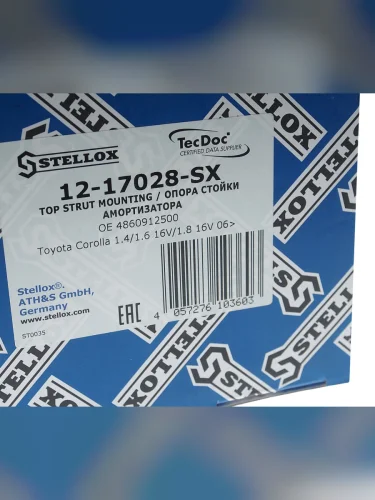 STELLOX
TecDoc
CERTIFIED DATA SUPPLIER
12-17028-SX
TOP STRUT MOUNTING / ОПОРА СТОЙКИ
АМОРТИЗАТОРА
OE 4860912500
Toyota Corolla 1.4/1.6 16V/1.8 16V 06>
Stellox®.
ATH&S GmbH,
Germany
www.stellox.com
ST0035
EAC
4 057276 103603
STELLOX
STELLOX